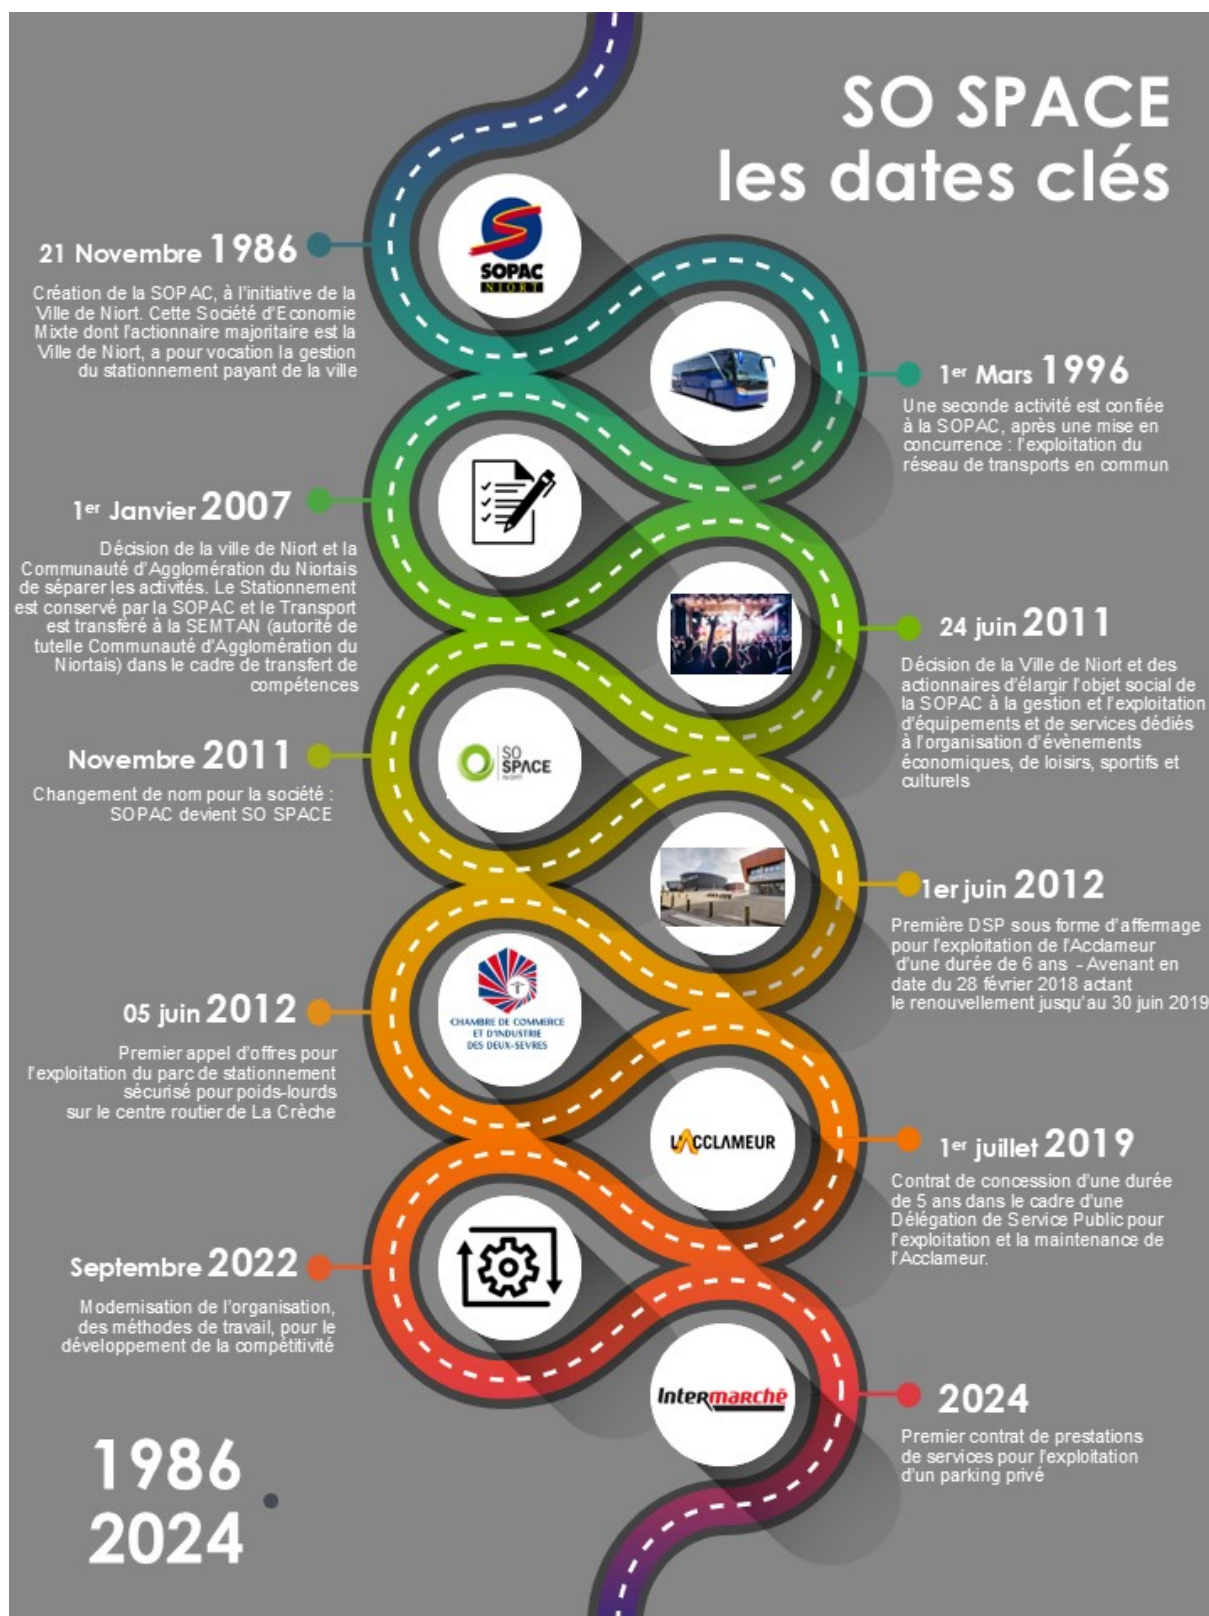 SO SPACE
les dates clés
SOPAC
NIORT
21 Novembre 1986
Création de la SOPAC, à l'initiative de la
Ville de Niort. Cette Société d'Economie
Mixte dont l'actionnaire majoritaire est la
Ville de Niort, a pour vocation la gestion
du stationnement payant de la ville
1er Mars 1996
Une seconde activité est confiée
à la SOPAC, après une mise en
concurrence : l'exploitation du
réseau de transports en commun
1er Janvier 2007
Décision de la ville de Niort et la
Communauté d'Agglomération du Niortais
de séparer les activités. Le Stationnement
est conservé par la SOPAC et le Transport
est transféré à la SEMTAN (autorité de
tutelle Communauté d'Agglomération du
Niortais) dans le cadre de transfert de
compétences
24 juin 2011
Décision de la Ville de Niort et des
actionnaires d'élargir l'objet social de
la SOPAC à la gestion et l'exploitation
d'équipements et de services dédiés
à l'organisation d'évènements
économiques, de loisirs, sportifs et
culturels
Novembre 2011
Changement de nom pour la société :
SOPAC devient SO SPACE
SO
SPACE
NIORT
1er juin 2012
Première DSP sous forme d'affermage
pour l'exploitation de l'Acclameur
d'une durée de 6 ans - Avenant en
date du 28 février 2018 actant
le renouvellement jusqu'au 30 juin 2019
CHAMBRE DE COMMERCE
ET D'INDUSTRIE
DES DEUX-SEVRES
05 juin 2012
Premier appel d'offres pour
l'exploitation du parc de stationnement
sécurisé pour poids-lourds
sur le centre routier de La Crèche
L'ACCLAMEUR
1er juillet 2019
Contrat de concession d'une durée
de 5 ans dans le cadre d'une
Délégation de Service Public pour
l'exploitation et la maintenance de
l'Acclameur.
Septembre 2022
Modernisation de l'organisation,
des méthodes de travail, pour le
développement de la compétitivité
Intermarché
2024
Premier contrat de prestations
de services pour l'exploitation
d'un parking privé
1986
2024